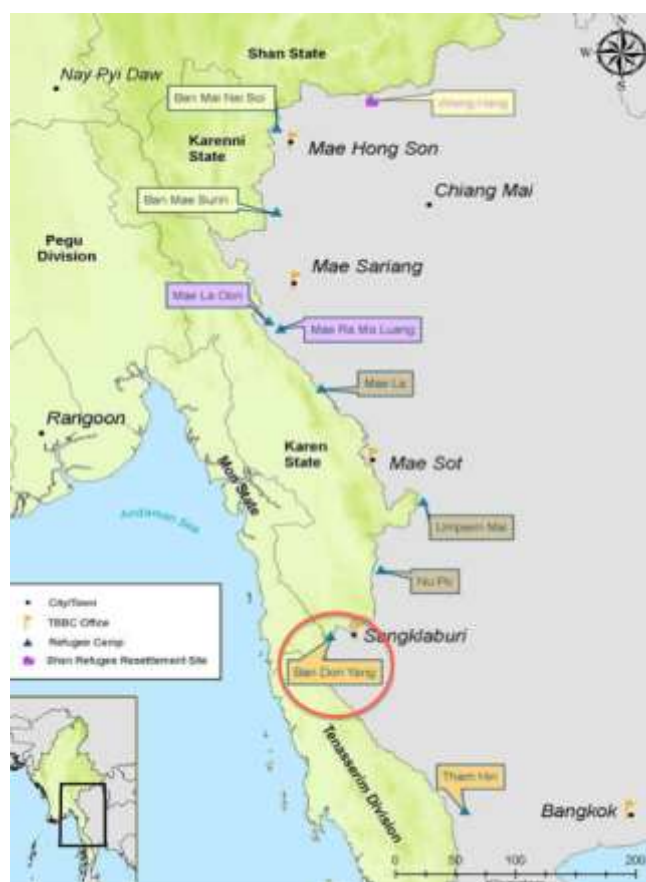 N
W
Shan State
Nay Pyi Daw
Ban Mai Nai Soi
Karenni
State
Mae Hong Son
Chiang Mai
Ban Mae Surin
Pegu
Division
Mae Sariang
Mae La Oon
Mae Ra Ma Luang
Mae La
Rangoon
Karen
State
Mae Sot
Mon State
Andaman Sea
Umpiem Mai
Nu Po
City/Town
TBBC Office
Refugee Camp
Shan Refugee Resettlement Site
Sangklaburi
Ban Don Yang
Tenasserim Division
Tham Hin
Bangkok
0 50 100 200